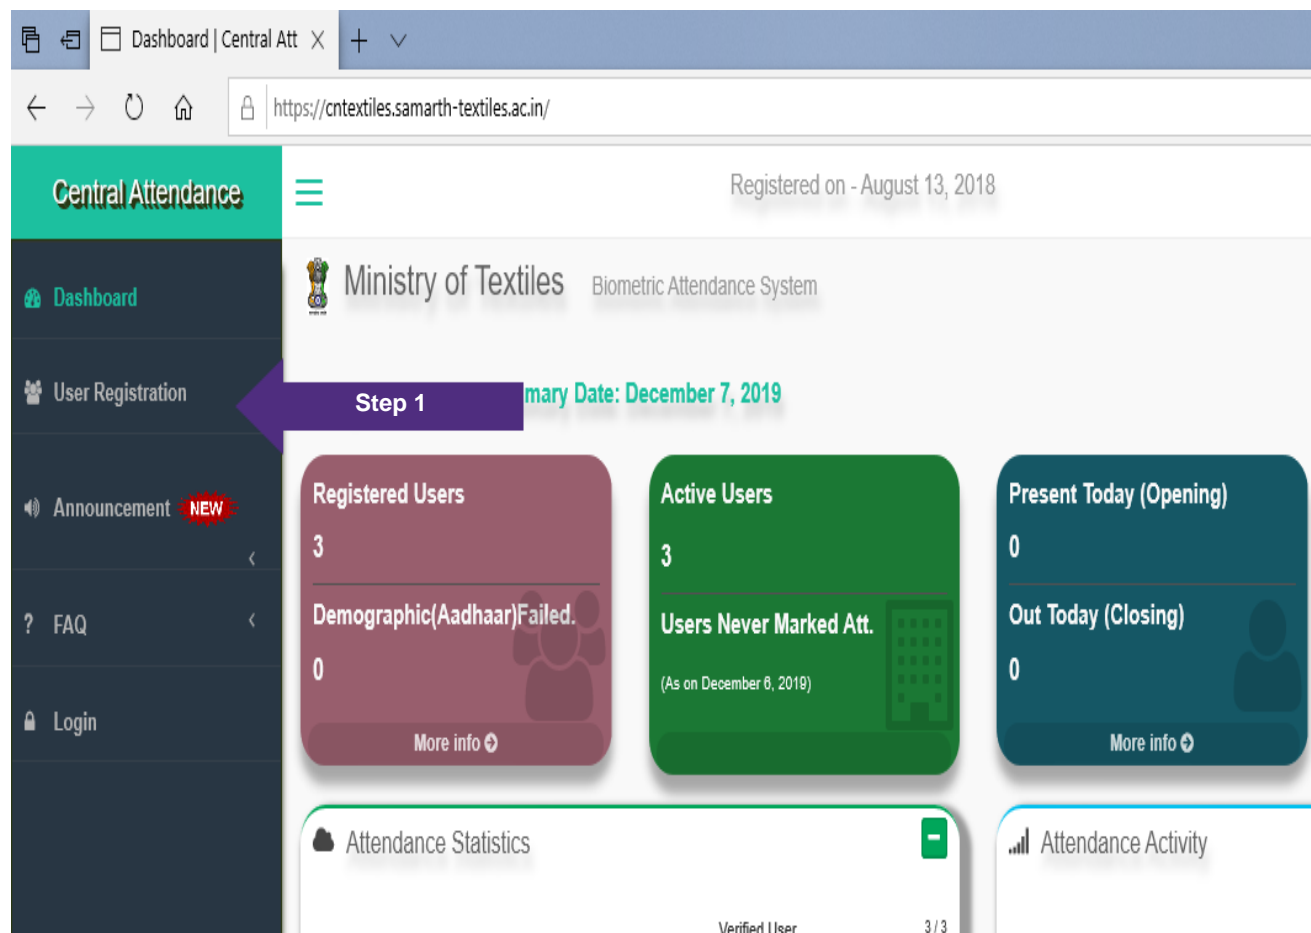 Dashboard | Central Att
https://cntextiles.samarth-textiles.ac.in/
Central Attendance
Registered on - August 13, 2018
Dashboard
User Registration
Announcement NEW
? FAQ
Login
Ministry of Textiles Biometric Attendance System
Step 1
mary Date: December 7, 2019
Registered Users
3
Demographic(Aadhaar)Failed.
0
More info
Active Users
3
Users Never Marked Att.
(As on December 6, 2019)
Present Today (Opening)
0
Out Today (Closing)
0
More info
Attendance Statistics
Verified User 3 / 3
Attendance Activity